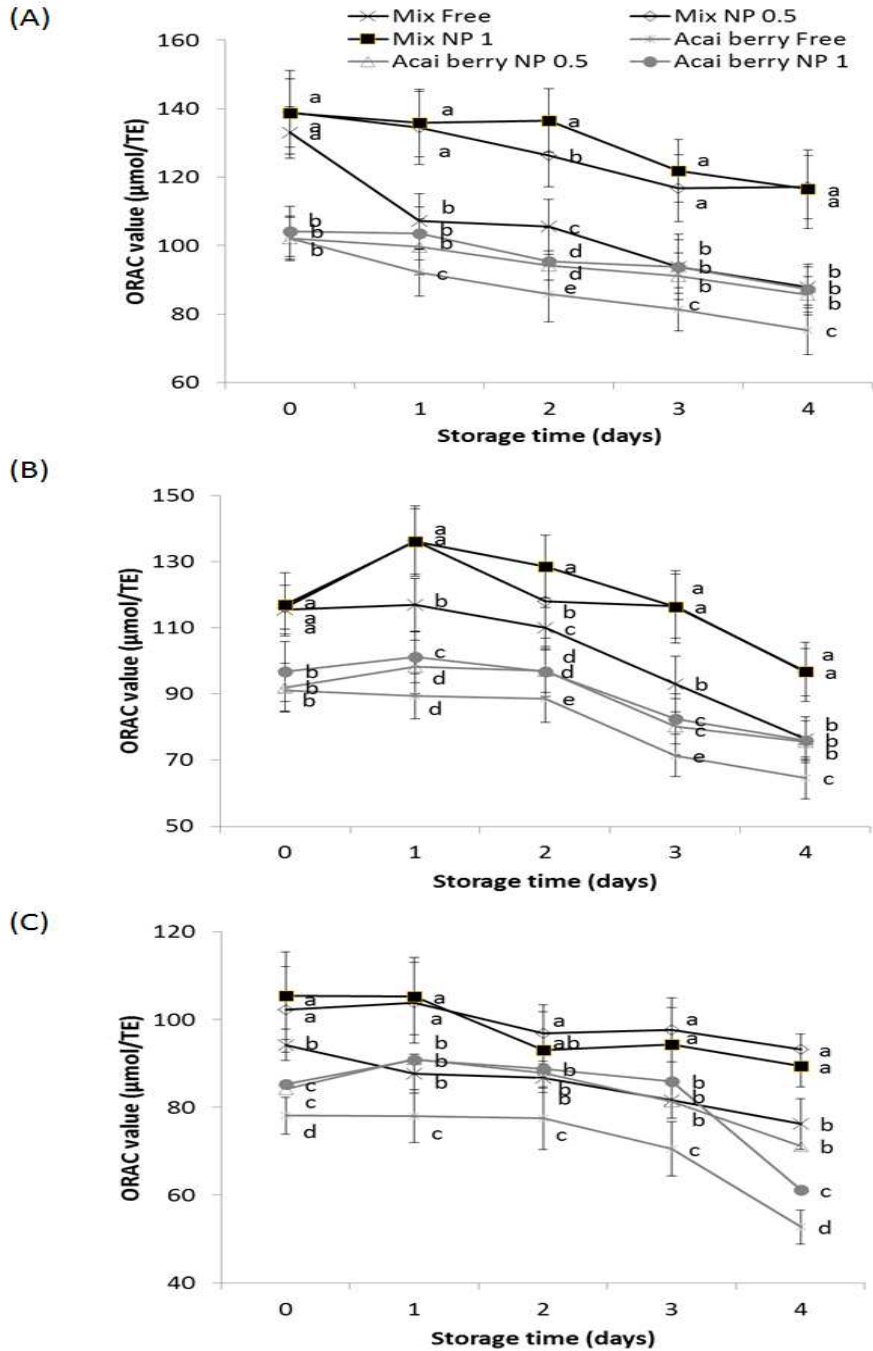 (A)
Mix Free
Mix NP 0.5
Mix NP 1
Acai berry Free
Acai berry NP 0.5
Acai berry NP 1
160
140
120
100
80
60
ORAC value (µmol/TE)
a
a
a
b
b
b
a
a
b
b
b
c
a
b
c
d
d
e
a
a
b
b
b
c
a
a
b
b
b
c
0 1 2 3 4
Storage time (days)
(B)
150
130
110
90
70
50
ORAC value (µmol/TE)
a
a
a
b
b
b
a
a
b
c
d
d
a
b
c
d
d
e
a
a
b
c
c
e
a
a
b
b
b
c
0 1 2 3 4
Storage time (days)
(C)
120
100
80
60
40
ORAC value (µmol/TE)
a
a
b
c
c
d
a
a
b
b
b
c
a
ab
b
b
b
c
a
a
b
b
b
c
a
a
b
b
c
d
0 1 2 3 4
Storage time (days)